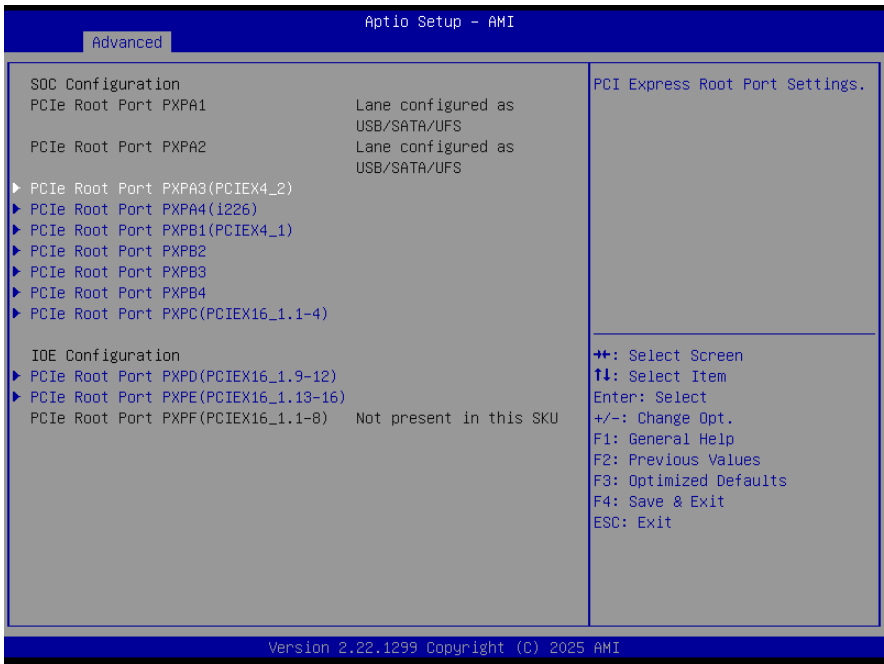 Aptio Setup – AMI
Advanced
SOC Configuration
PCIe Root Port PXPA1 Lane configured as
USB/SATA/UFS
PCIe Root Port PXPA2 Lane configured as
USB/SATA/UFS
PCIe Root Port PXPA3(PCIEX4_2)
PCIe Root Port PXPA4(i226)
PCIe Root Port PXPB1(PCIEX4_1)
PCIe Root Port PXPB2
PCIe Root Port PXPB3
PCIe Root Port PXPB4
PCIe Root Port PXPC(PCIEX16_1.1-4)
IOE Configuration
PCIe Root Port PXPD(PCIEX16_1.9-12)
PCIe Root Port PXPE(PCIEX16_1.13-16)
PCIe Root Port PXPF(PCIEX16_1.1-8) Not present in this SKU
PCI Express Root Port Settings.
→←: Select Screen
↑↓: Select Item
Enter: Select
+/-: Change Opt.
F1: General Help
F2: Previous Values
F3: Optimized Defaults
F4: Save & Exit
ESC: Exit
Version 2.22.1299 Copyright (C) 2025 AMI